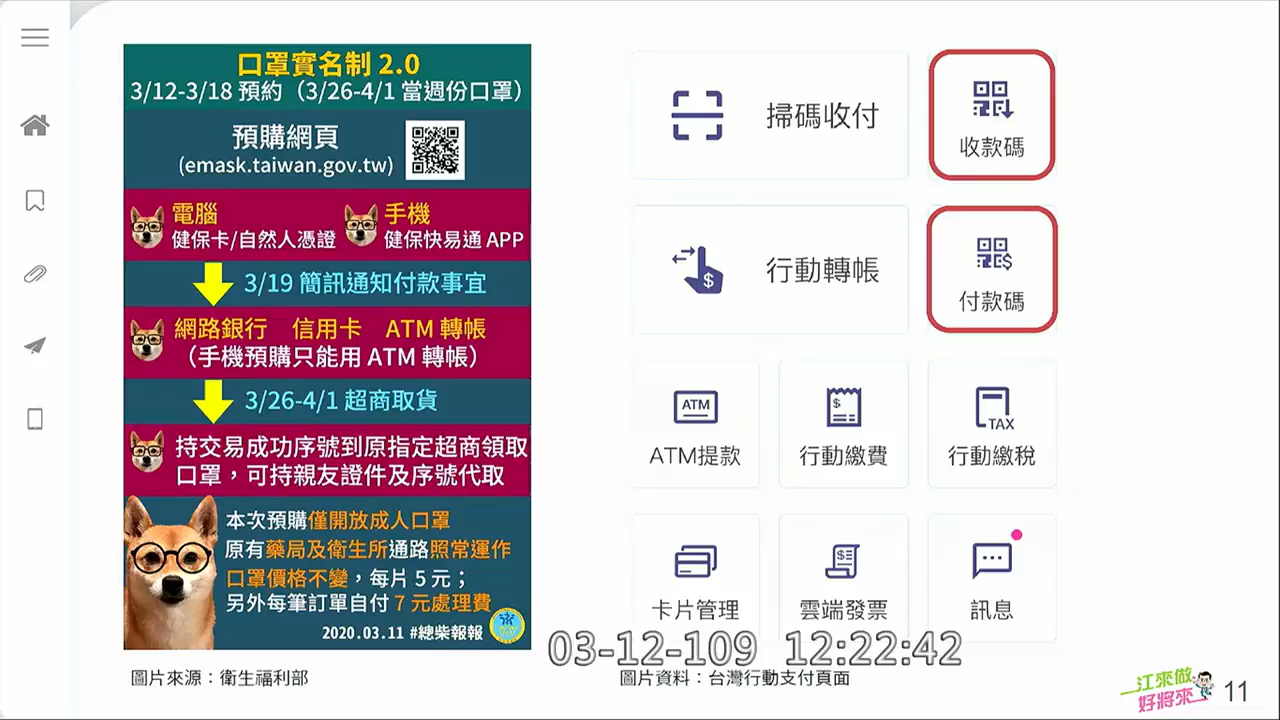 口罩實名制 2.0
3/12-3/18 預約（3/26-4/1 當週份口罩）
預購網頁
(emask.taiwan.gov.tw)
電腦
健保卡/自然人憑證
手機
健保快易通 APP
3/19 簡訊通知付款事宜
網路銀行 信用卡 ATM 轉帳
（手機預購只能用 ATM 轉帳）
3/26-4/1 超商取貨
持交易成功序號到原指定超商領取
口罩，可持親友證件及序號代取
本次預購僅開放成人口罩
原有藥局及衛生所通路照常運作
口罩價格不變，每片 5 元；
另外每筆訂單自付 7 元處理費
2020.03.11 #總柴報報
圖片來源：衛生福利部
掃碼收付
收款碼
行動轉帳
付款碼
ATM
ATM提款
行動繳費
TAX
行動繳稅
卡片管理
雲端發票
訊息
03-12-109 12:22:42
圖片資料：台灣行動支付頁面
江來做
好將來
11